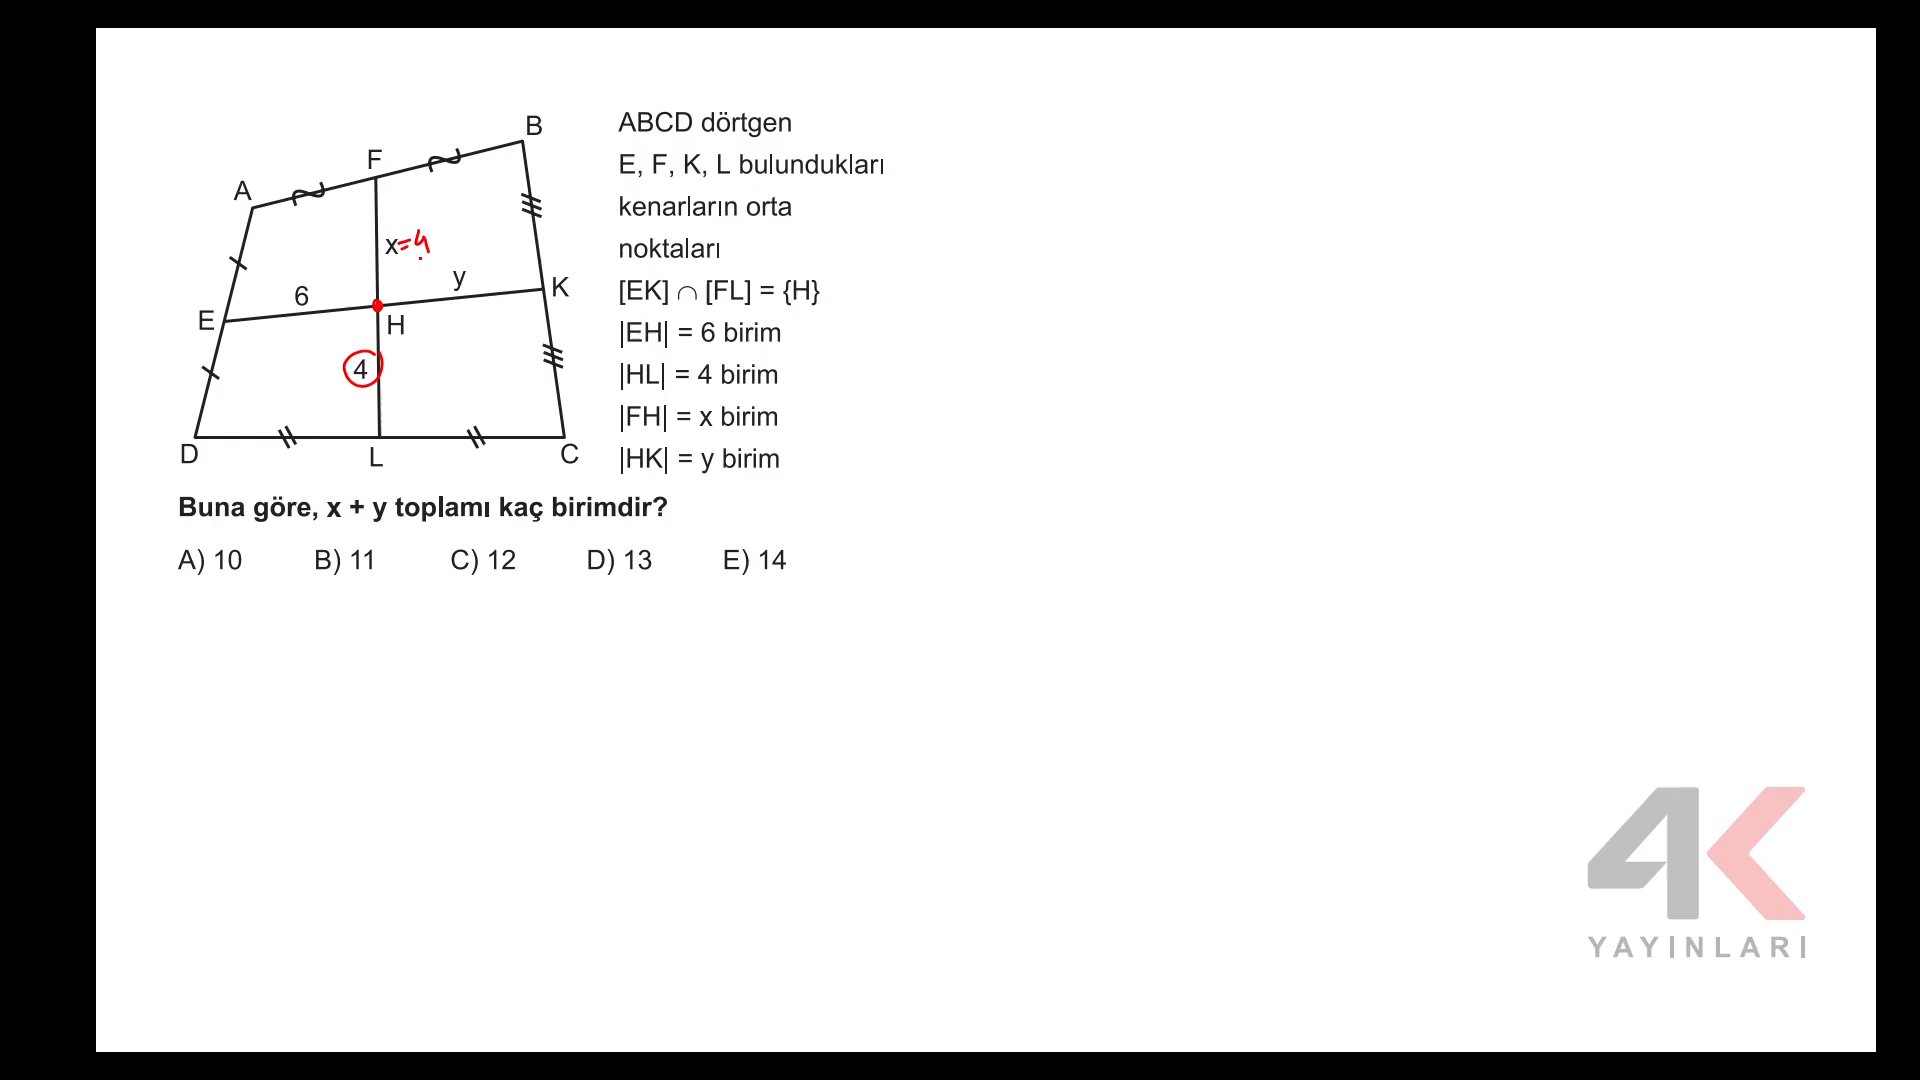 B
F
A
x=4
y
K
6
E
H
4
D
L
C
ABCD dörtgen
E, F, K, L bulundukları
kenarların orta
noktaları
[EK] ∩ [FL] = {H}
|EH| = 6 birim
|HL| = 4 birim
|FH| = x birim
|HK| = y birim
Buna göre, x + y toplamı kaç birimdir?
A) 10 B) 11 C) 12 D) 13 E) 14
4K
YAYINLARI